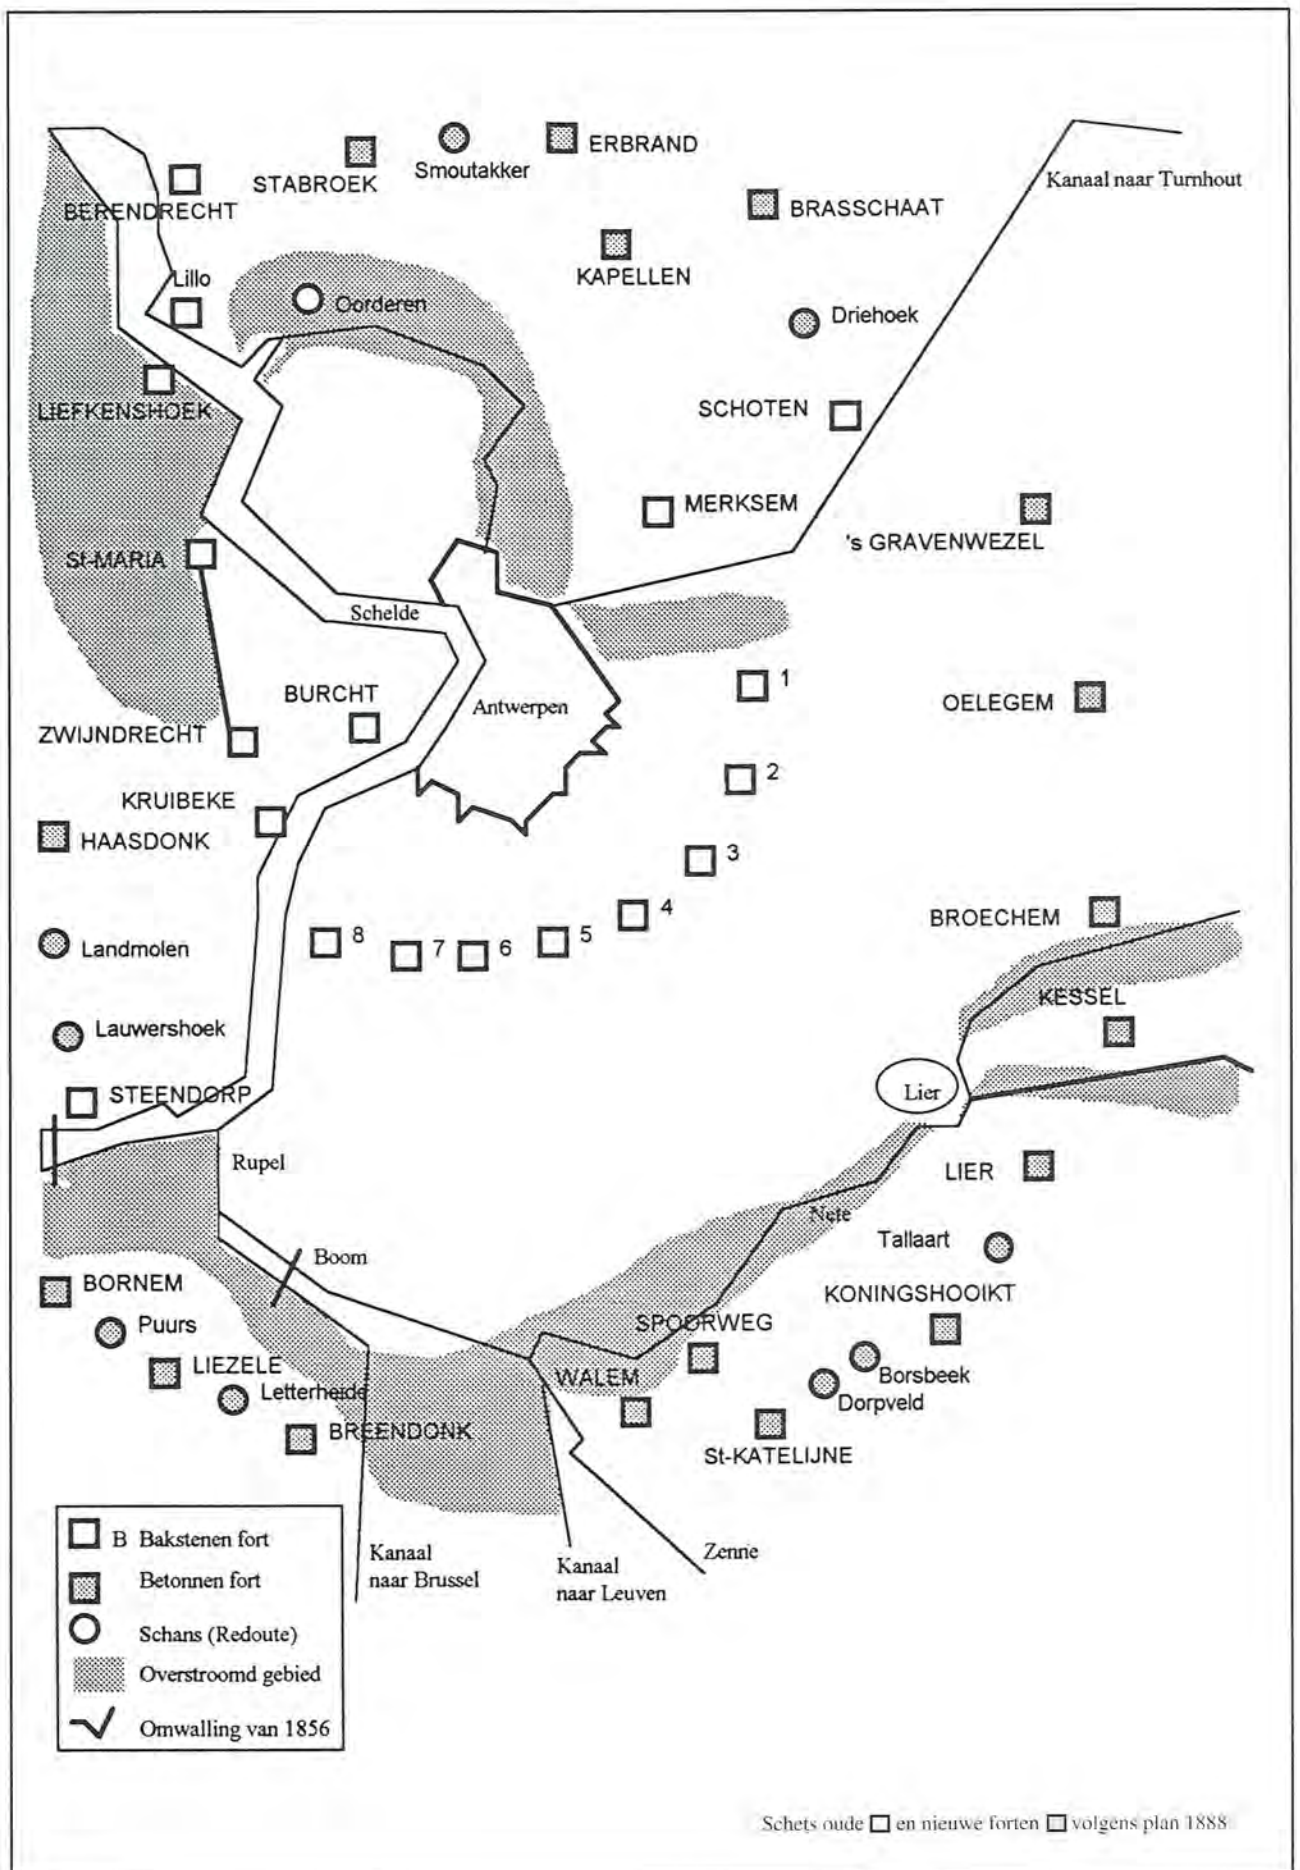 ERBRAND
STABROEK
Smoutakker
Kanaal naar Turnhout
BERENDRECHT
BRASSCHAAT
KAPELLEN
Lillo
Oorderen
Driehoek
LIEFKENSHOEK
SCHOTEN
MERKSEM
's GRAVENWEZEL
St-MARIA
Schelde
1
BURCHT
OELEGEM
Antwerpen
ZWIJNDRECHT
2
KRUIBEKE
HAASDONK
3
4
BROECHEM
8
7
6
5
Landmolen
KESSEL
Lauwershoek
STEENDORP
Lier
Rupel
LIER
Nete
Tallaart
Boom
BORNEM
KONINGSHOOIKT
Puurs
SPOORWEG
LIEZELE
WALEM
Borsbeek
Letterheide
Dorpveld
BREENDONK
St-KATELIJNE
B Bakstenen fort
Betonnen fort
Schans (Redoute)
Overstroomd gebied
Omwalling van 1856
Kanaal
naar Brussel
Kanaal
naar Leuven
Zenne
Schets oude en nieuwe forten volgens plan 1888